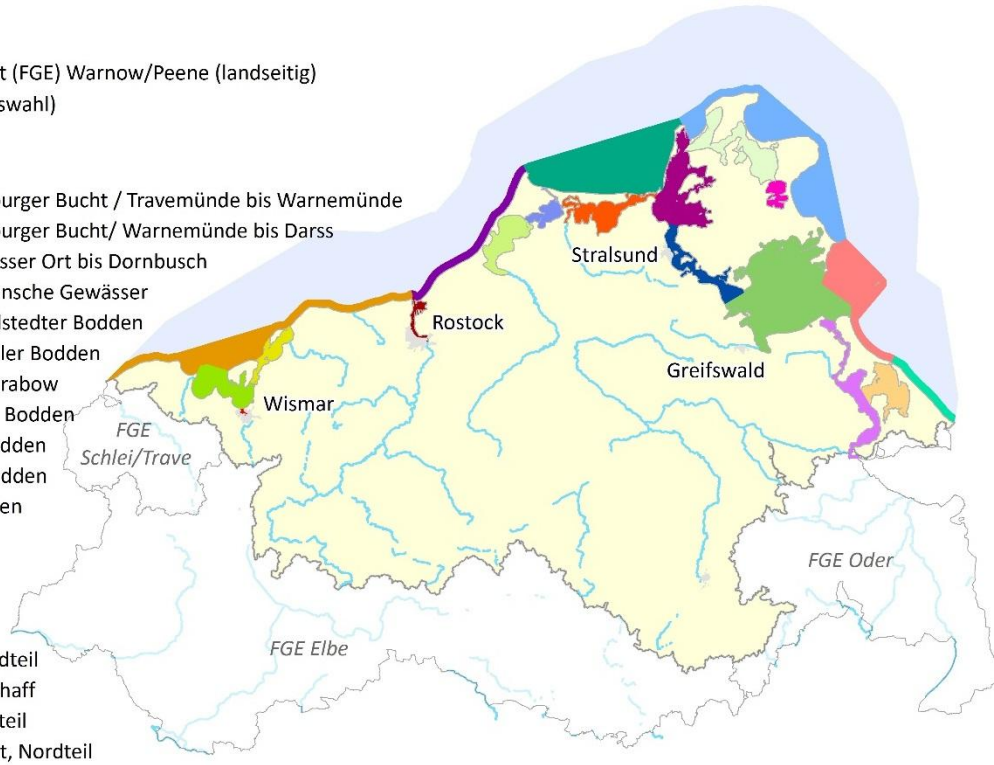 t (FGE) Warnow/Peene (landseitig)
swahl)
urger Bucht / Travemünde bis Warnemünde
urger Bucht/ Warnemünde bis Darss
sser Ort bis Dornbusch
nsche Gewässer
lstedter Bodden
ler Bodden
rabow
Bodden
dden
dden
en
dteil
haff
teil
t, Nordteil
Stralsund
Rostock
Greifswald
Wismar
FGE
Schlei/Trave
FGE Oder
FGE Elbe